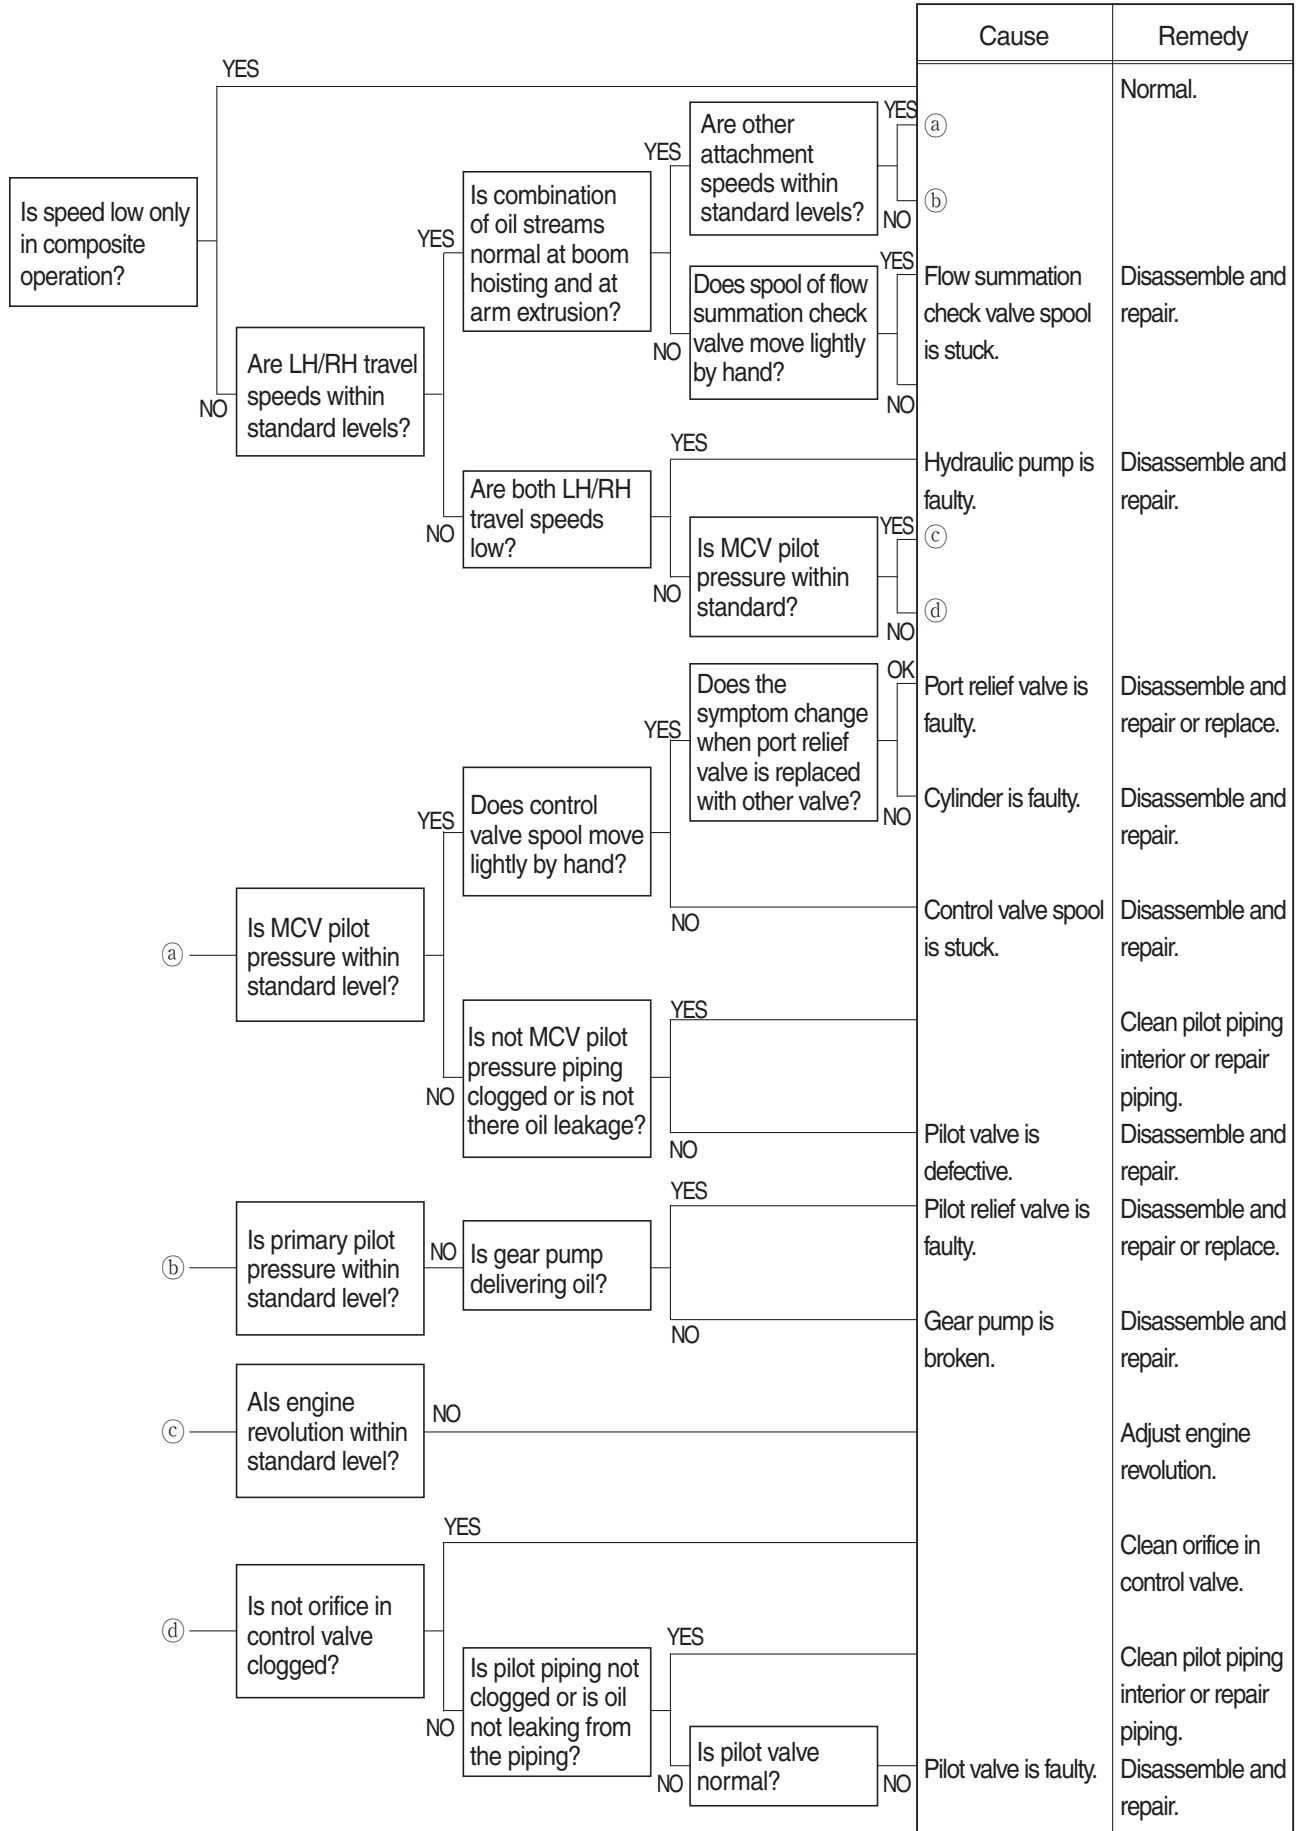 Cause
Remedy
YES
Normal.
Is speed low only
in composite
operation?
NO
Are LH/RH travel
speeds within
standard levels?
YES
Is combination
of oil streams
normal at boom
hoisting and at
arm extrusion?
YES
Are other
attachment
speeds within
standard levels?
YES
ⓐ
NO
ⓑ
NO
Does spool of flow
summation check
valve move lightly
by hand?
YES
NO
Flow summation
check valve spool
is stuck.
Disassemble and
repair.
NO
Are both LH/RH
travel speeds
low?
YES
Hydraulic pump is
faulty.
Disassemble and
repair.
NO
Is MCV pilot
pressure within
standard?
YES
ⓒ
NO
ⓓ
ⓐ
Is MCV pilot
pressure within
standard level?
YES
Does control
valve spool move
lightly by hand?
YES
Does the
symptom change
when port relief
valve is replaced
with other valve?
OK
Port relief valve is
faulty.
Disassemble and
repair or replace.
NO
Cylinder is faulty.
Disassemble and
repair.
NO
Control valve spool
is stuck.
Disassemble and
repair.
NO
Is not MCV pilot
pressure piping
clogged or is not
there oil leakage?
YES
Clean pilot piping
interior or repair
piping.
NO
Pilot valve is
defective.
Disassemble and
repair.
ⓑ
Is primary pilot
pressure within
standard level?
NO
Is gear pump
delivering oil?
YES
Pilot relief valve is
faulty.
Disassemble and
repair or replace.
NO
Gear pump is
broken.
Disassemble and
repair.
ⓒ
AIs engine
revolution within
standard level?
NO
Adjust engine
revolution.
ⓓ
Is not orifice in
control valve
clogged?
YES
Clean orifice in
control valve.
NO
Is pilot piping not
clogged or is oil
not leaking from
the piping?
YES
Clean pilot piping
interior or repair
piping.
NO
Is pilot valve
normal?
NO
Pilot valve is faulty.
Disassemble and
repair.